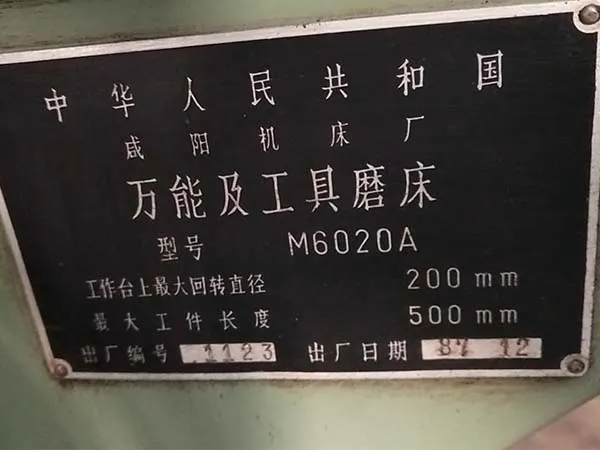 中华人民共和国
咸阳机床厂
万能及工具磨床
型号 M6020A
工作台上最大回转直径 200mm
最大工件长度 500mm
出厂编号 1123 出厂日期 87 12